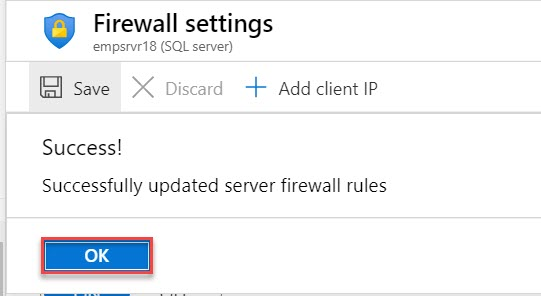 Firewall settings
empsrvr18 (SQL server)
Save Discard Add client IP
Success!
Successfully updated server firewall rules
OK